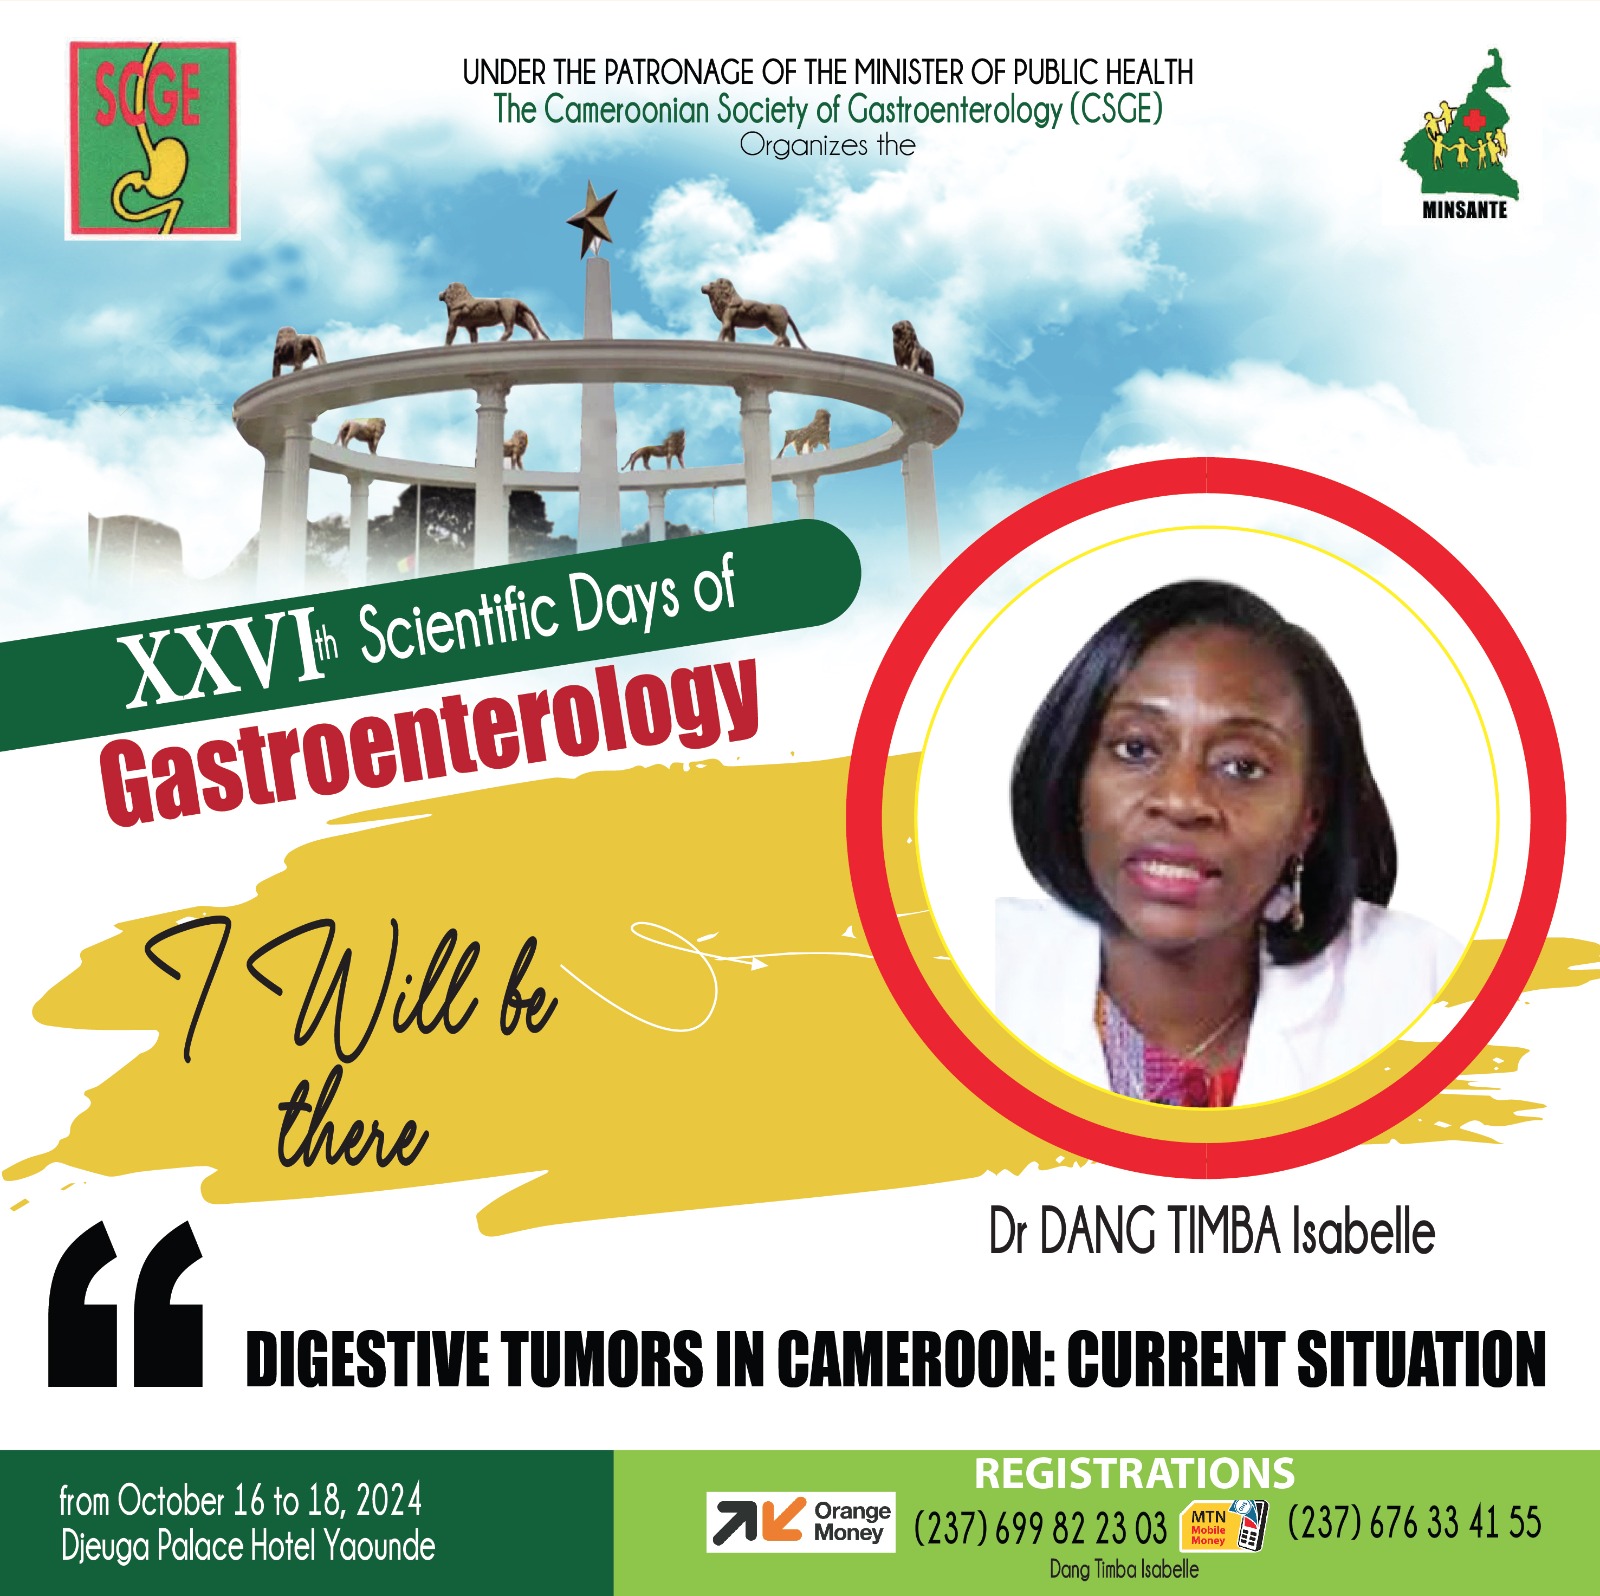 SCGE
UNDER THE PATRONAGE OF THE MINISTER OF PUBLIC HEALTH
The Cameroonian Society of Gastroenterology (CSGE)
Organizes the
MINSANTE
XXVIth Scientific Days of
Gastroenterology
I Will be
there
Dr DANG TIMBA Isabelle
“
DIGESTIVE TUMORS IN CAMEROON: CURRENT SITUATION
from October 16 to 18, 2024
Djeuga Palace Hotel Yaounde
REGISTRATIONS
Orange
Money
(237) 699 82 23 03
MTN
Mobile
Money
(237) 676 33 41 55
Dang Timba Isabelle